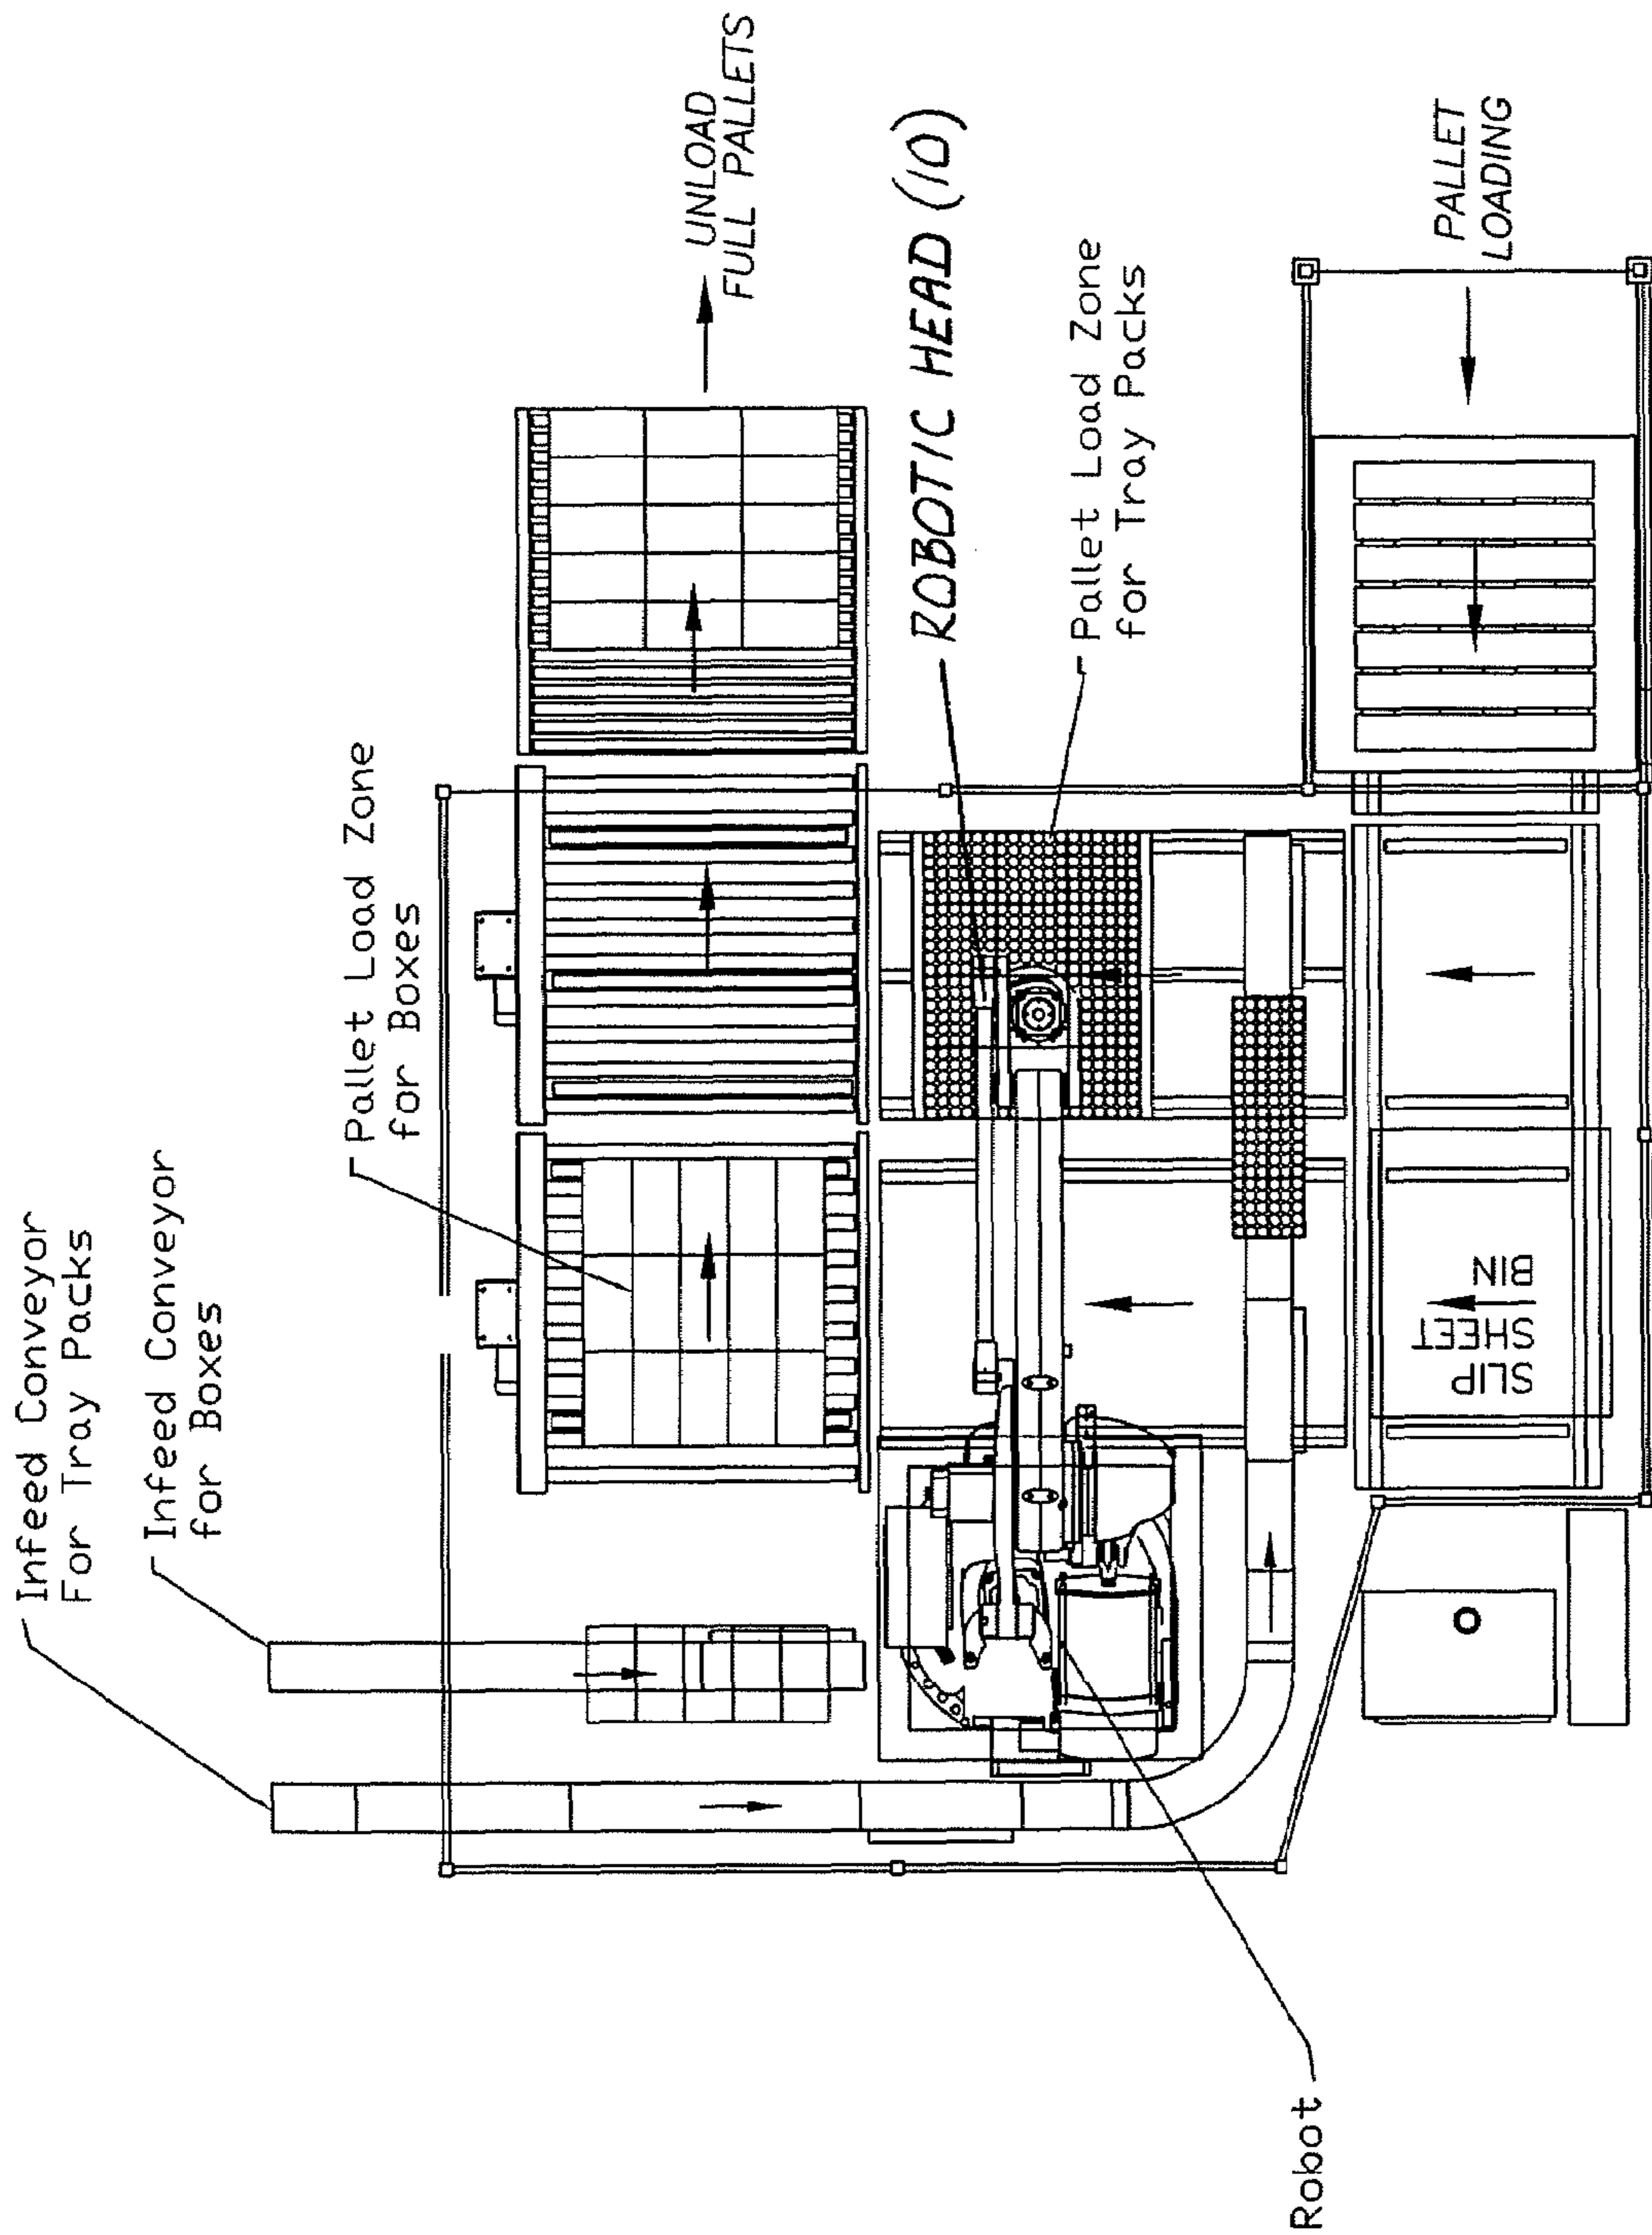 Infeed Conveyor
For Tray Packs
Infeed Conveyor
for Boxes
Pallet Load Zone
for Boxes
UNLOAD
FULL PALLETS
ROBOTIC HEAD (10)
Pallet Load Zone
for Tray Packs
PALLET
LOADING
SLIP
SHEET
BIN
Robot